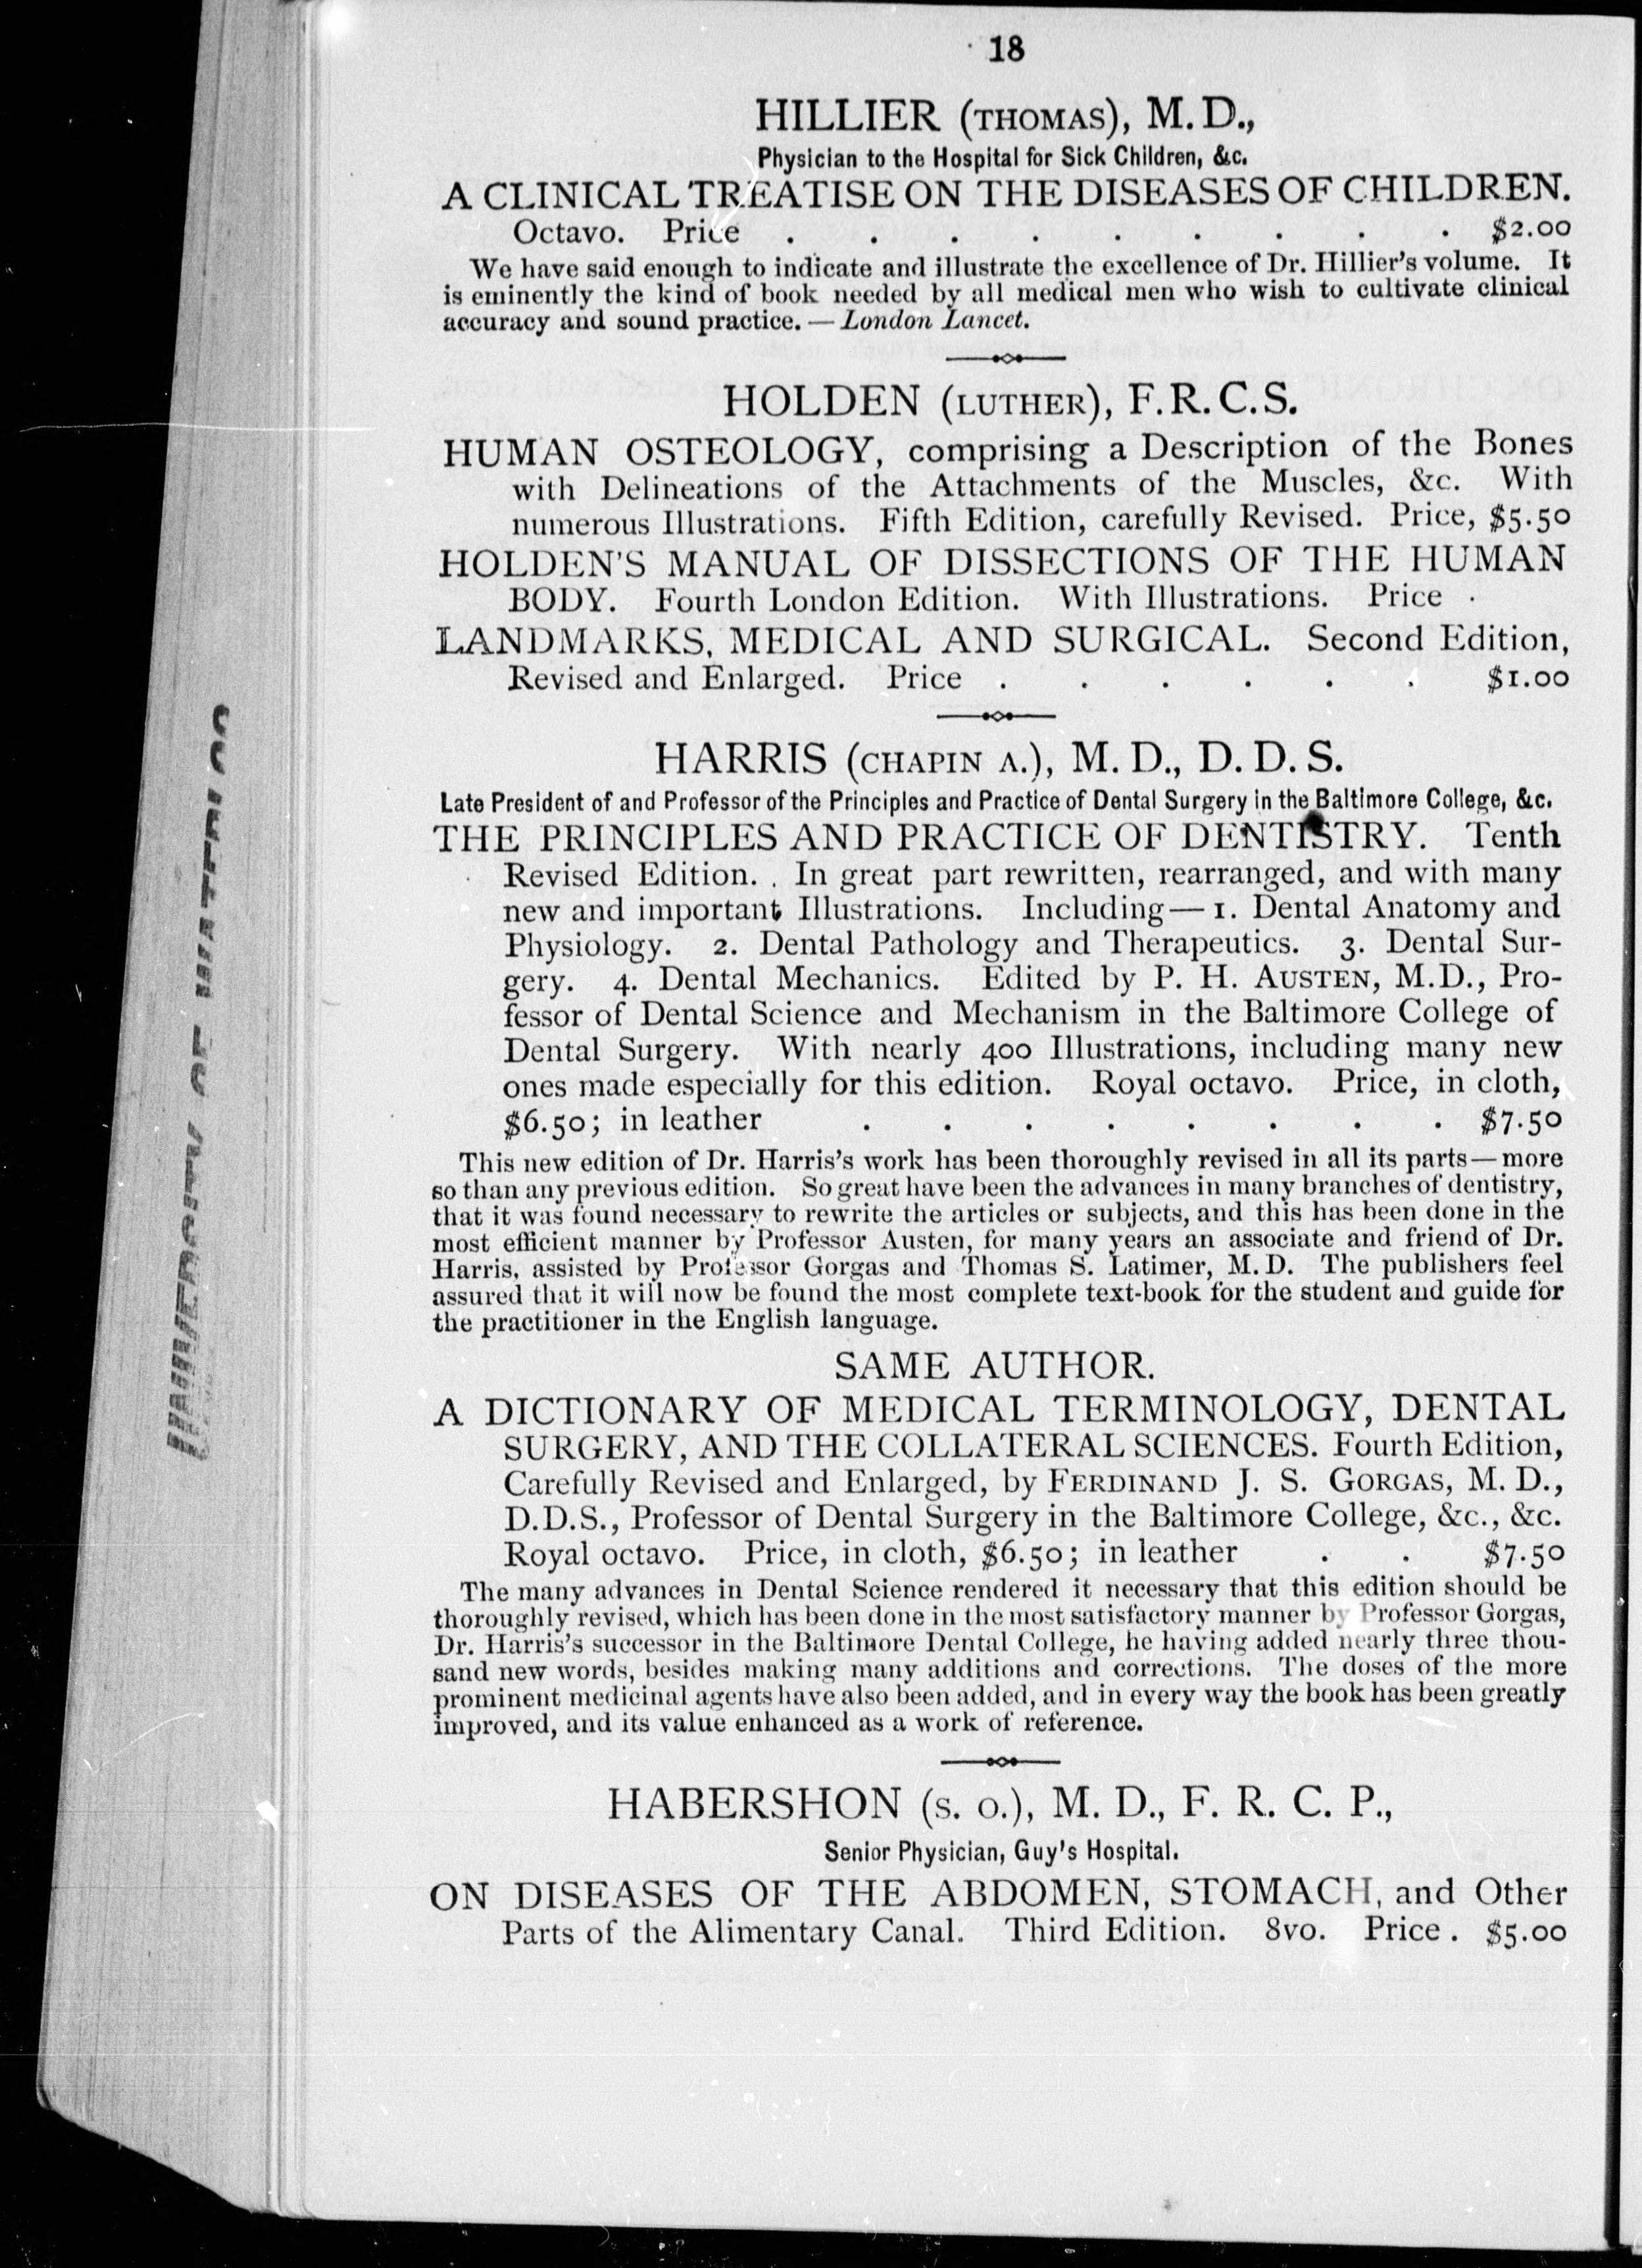 18
HILLIER (THOMAS), M. D.,
Physician to the Hospital for Sick Children, &c.
A CLINICAL TREATISE ON THE DISEASES OF CHILDREN.
Octavo. Price . . . . . . . . . $2.00
We have said enough to indicate and illustrate the excellence of Dr. Hillier's volume. It
is eminently the kind of book needed by all medical men who wish to cultivate clinical
accuracy and sound practice. — London Lancet.
HOLDEN (LUTHER), F. R. C. S.
HUMAN OSTEOLOGY, comprising a Description of the Bones
with Delineations of the Attachments of the Muscles, &c. With
numerous Illustrations. Fifth Edition, carefully Revised. Price, $5.50
HOLDEN'S MANUAL OF DISSECTIONS OF THE HUMAN
BODY. Fourth London Edition. With Illustrations. Price .
LANDMARKS, MEDICAL AND SURGICAL. Second Edition,
Revised and Enlarged. Price . . . . . . $1.00
HARRIS (CHAPIN A.), M. D., D. D. S.
Late President of and Professor of the Principles and Practice of Dental Surgery in the Baltimore College, &c.
THE PRINCIPLES AND PRACTICE OF DENTISTRY. Tenth
Revised Edition. . In great part rewritten, rearranged, and with many
new and important Illustrations. Including — 1. Dental Anatomy and
Physiology. 2. Dental Pathology and Therapeutics. 3. Dental Sur-
gery. 4. Dental Mechanics. Edited by P. H. AUSTEN, M.D., Pro-
fessor of Dental Science and Mechanism in the Baltimore College of
Dental Surgery. With nearly 400 Illustrations, including many new
ones made especially for this edition. Royal octavo. Price, in cloth,
$6.50; in leather . . . . . . . . $7.50
This new edition of Dr. Harris's work has been thoroughly revised in all its parts — more
so than any previous edition. So great have been the advances in many branches of dentistry,
that it was found necessary to rewrite the articles or subjects, and this has been done in the
most efficient manner by Professor Austen, for many years an associate and friend of Dr.
Harris, assisted by Professor Gorgas and Thomas S. Latimer, M. D. The publishers feel
assured that it will now be found the most complete text-book for the student and guide for
the practitioner in the English language.
SAME AUTHOR.
A DICTIONARY OF MEDICAL TERMINOLOGY, DENTAL
SURGERY, AND THE COLLATERAL SCIENCES. Fourth Edition,
Carefully Revised and Enlarged, by FERDINAND J. S. GORGAS, M. D.,
D.D.S., Professor of Dental Surgery in the Baltimore College, &c., &c.
Royal octavo. Price, in cloth, $6.50; in leather . . $7.50
The many advances in Dental Science rendered it necessary that this edition should be
thoroughly revised, which has been done in the most satisfactory manner by Professor Gorgas,
Dr. Harris's successor in the Baltimore Dental College, he having added nearly three thou-
sand new words, besides making many additions and corrections. The doses of the more
prominent medicinal agents have also been added, and in every way the book has been greatly
improved, and its value enhanced as a work of reference.
HABERSHON (S. O.), M. D., F. R. C. P.,
Senior Physician, Guy's Hospital.
ON DISEASES OF THE ABDOMEN, STOMACH, and Other
Parts of the Alimentary Canal. Third Edition. 8vo. Price . $5.00
UNIVERSITY OF